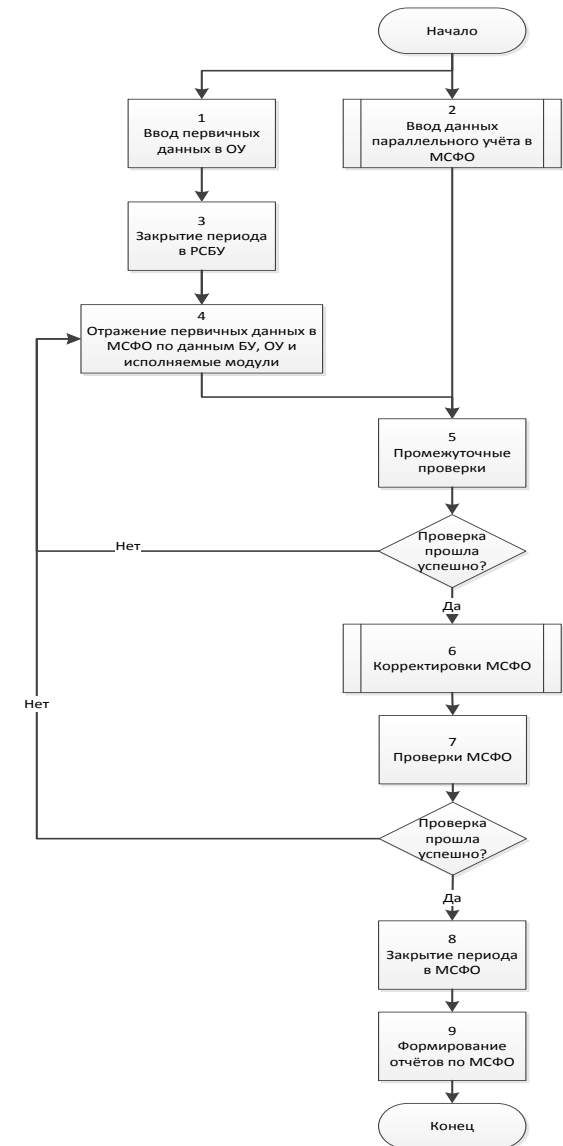 Начало
1
Ввод первичных
данных в ОУ
2
Ввод данных
параллельного учёта в
МСФО
3
Закрытие периода
в РСБУ
4
Отражение первичных данных в
МСФО по данным БУ, ОУ и
исполняемые модули
5
Промежуточные
проверки
Проверка
прошла
успешно?
Нет
Да
6
Корректировки МСФО
Нет
7
Проверки МСФО
Проверка
прошла
успешно?
Да
8
Закрытие периода
в МСФО
9
Формирование
отчётов по МСФО
Конец